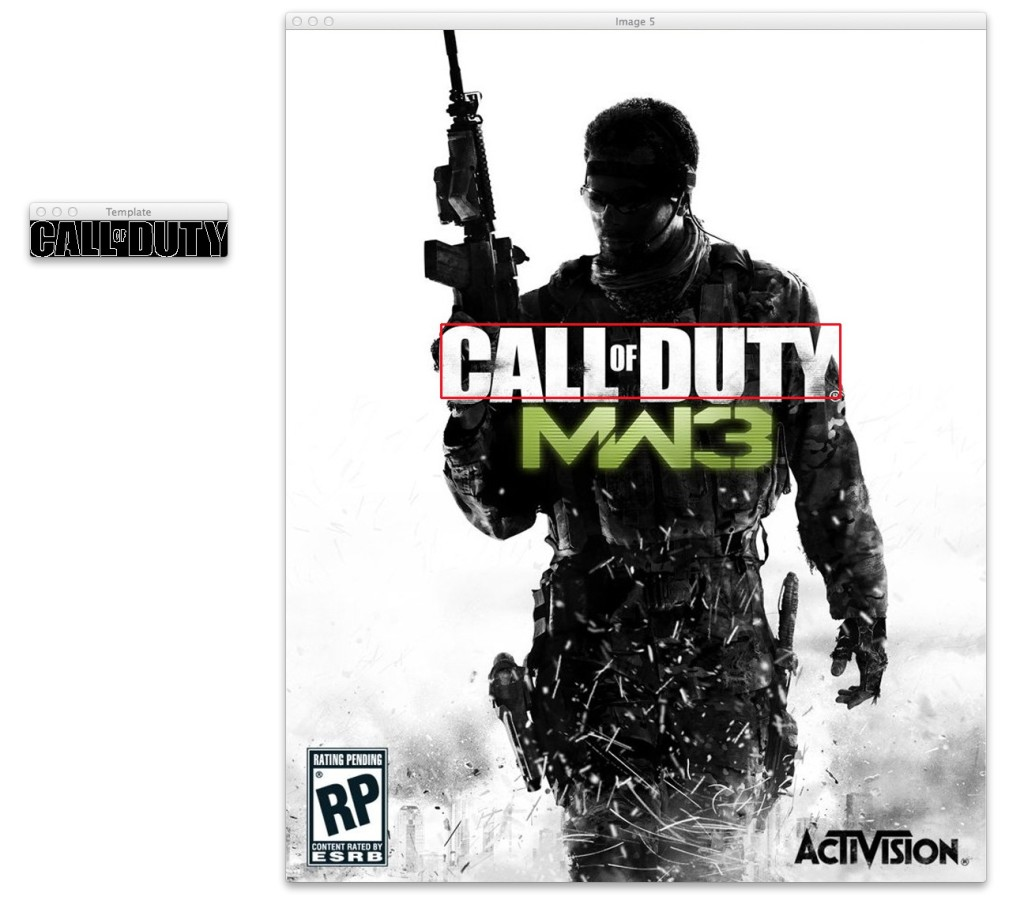 Image 5
Template
CALL OF DUTY
CALL OF DUTY®
MW3
RATING PENDING
®
RP
CONTENT RATED BY
ESRB
ACTIVISION®